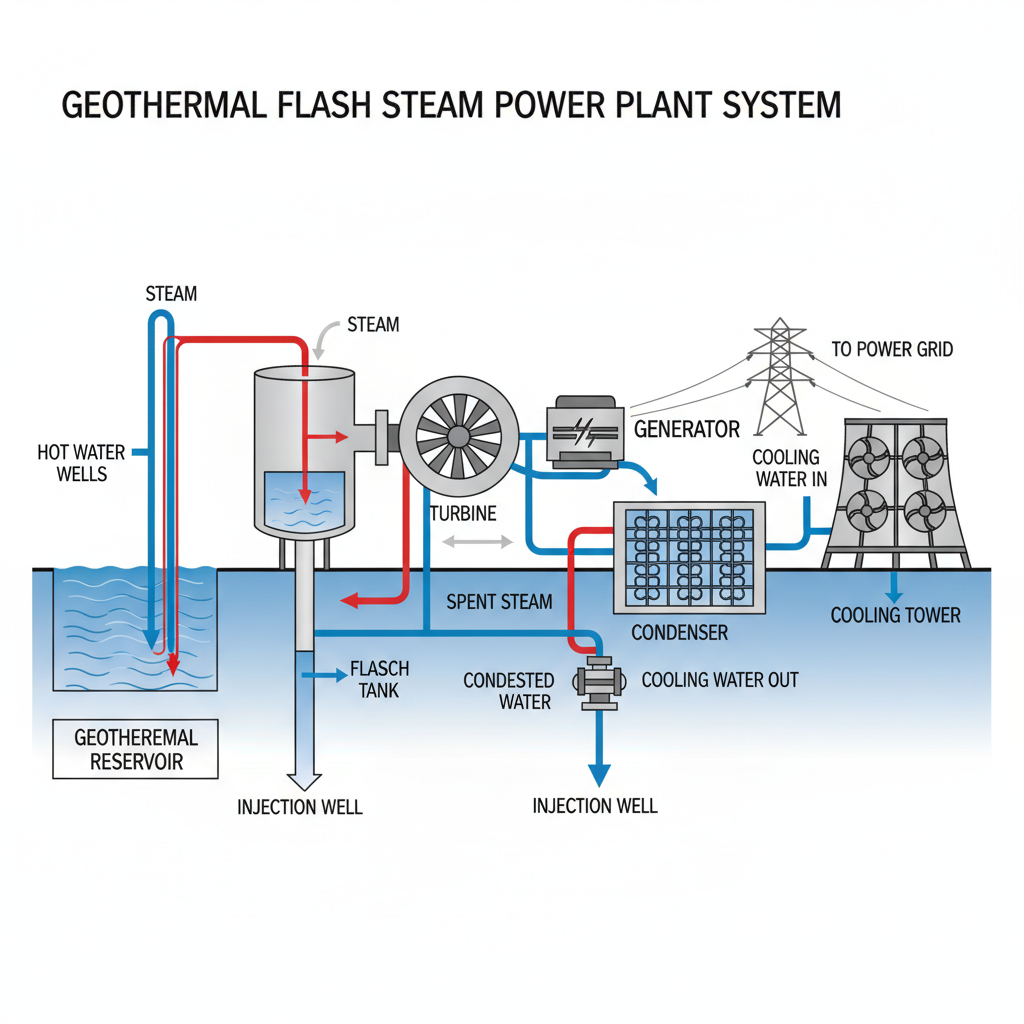 GEOTHERMAL FLASH STEAM POWER PLANT SYSTEM
STEAM
STEAM
TO POWER GRID
HOT WATER
WELLS
GENERATOR
COOLING
WATER IN
TURBINE
SPENT STEAM
CONDENSER
COOLING TOWER
FLASCH
TANK
CONDESTED
WATER
COOLING WATER OUT
GEOTHEREMAL
RESERVOIR
INJECTION WELL
INJECTION WELL